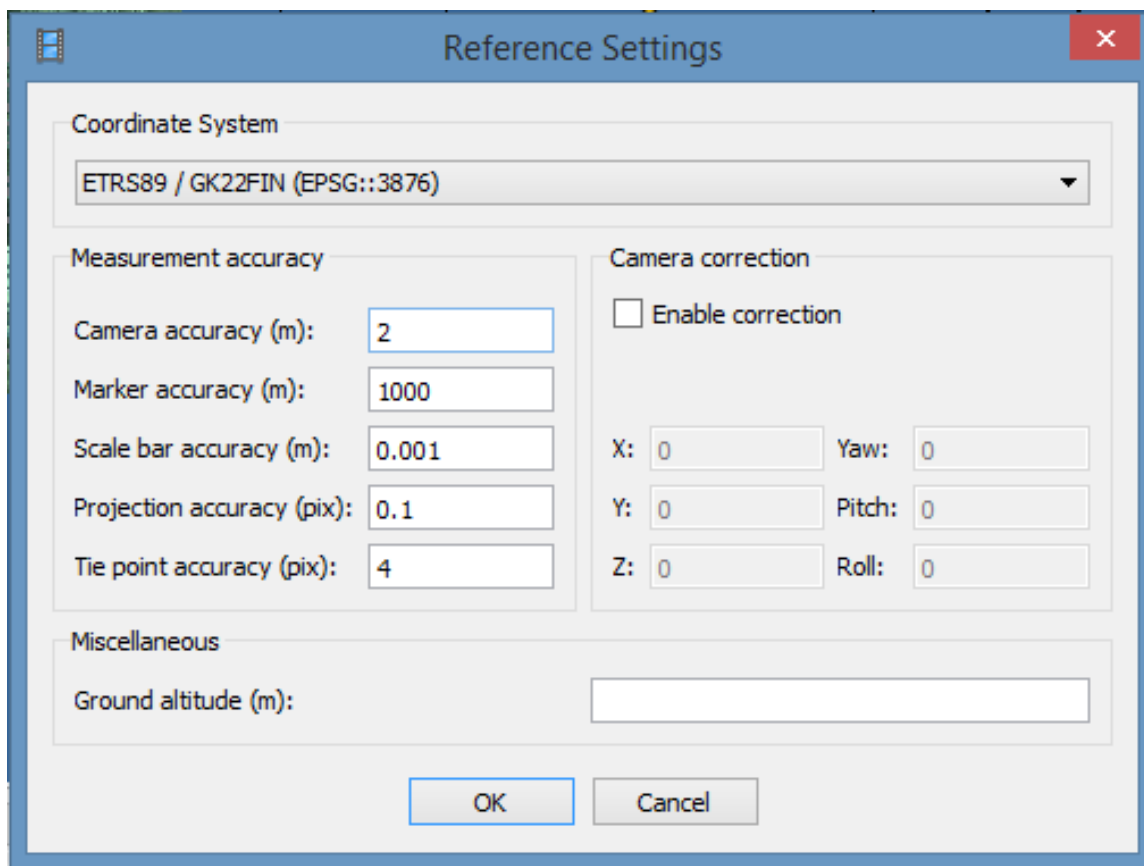 Reference Settings
Coordinate System
ETRS89 / GK22FIN (EPSG::3876)
Measurement accuracy
Camera accuracy (m): 2
Marker accuracy (m): 1000
Scale bar accuracy (m): 0.001
Projection accuracy (pix): 0.1
Tie point accuracy (pix): 4
Camera correction
Enable correction
X: 0 Yaw: 0
Y: 0 Pitch: 0
Z: 0 Roll: 0
Miscellaneous
Ground altitude (m):
OK Cancel